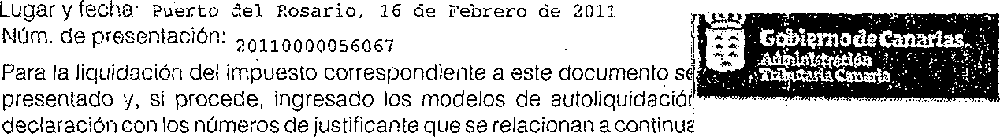 Lugar y fecha: Puerto del Rosario, 16 de Febrero de 2011
Núm. de presentación: 20110000056067
Gobierno de Canarias
Administración
Tributaria Canaria
Para la liquidación del impuesto correspondiente a este documento se
presentado y, si procede, ingresado los modelos de autoliquidación
declaración con los números de justificante que se relacionan a continua